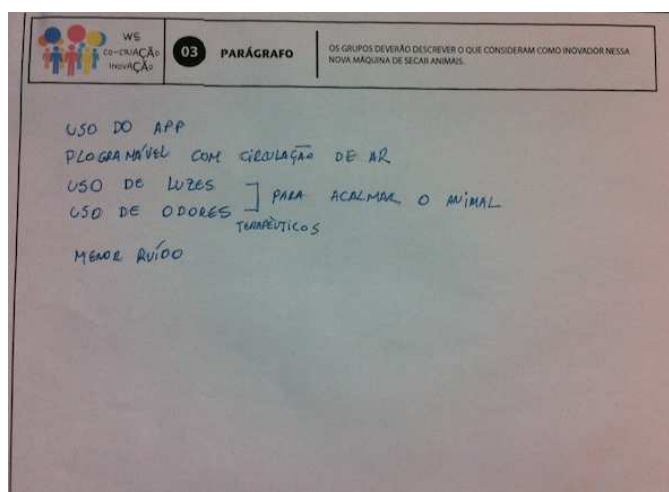 WS
CO-CRIAÇÃO
INOVAÇÃO
03
PARÁGRAFO
OS GRUPOS DEVERÃO DESCREVER O QUE CONSIDERAM COMO INOVADOR NESSA
NOVA MÁQUINA DE SECAR ANIMAIS.
USO DO APP
PLOGRAMÁVEL COM CIRCULAÇÃO DE AR
USO DE LUZES
USO DE ODORES
TERAPÊUTICOS
PARA ACALMAR O ANIMAL
MENOR RUÍDO